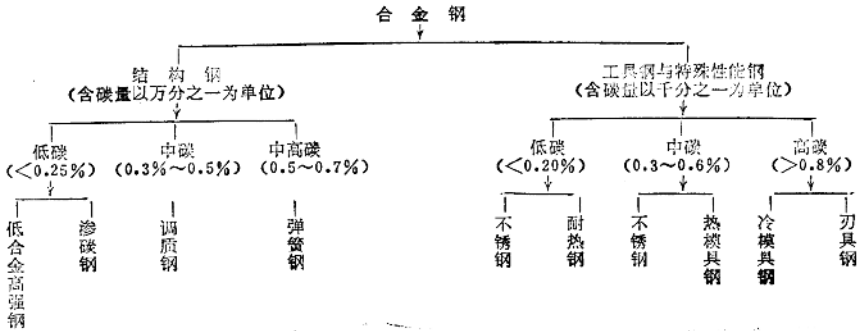 合金钢
结构钢
(含碳量以万分之一为单位)
工具钢与特殊性能钢
(含碳量以千分之一为单位)
低碳
(<0.25%)
中碳
(0.3%~0.5%)
中高碳
(0.5~0.7%)
低碳
(<0.20%)
中碳
(0.3~0.6%)
高碳
(>0.8%)
低合金高强钢
渗碳钢
调质钢
弹簧钢
不锈钢
耐热钢
不锈钢
热模具钢
冷模具钢
刃具钢